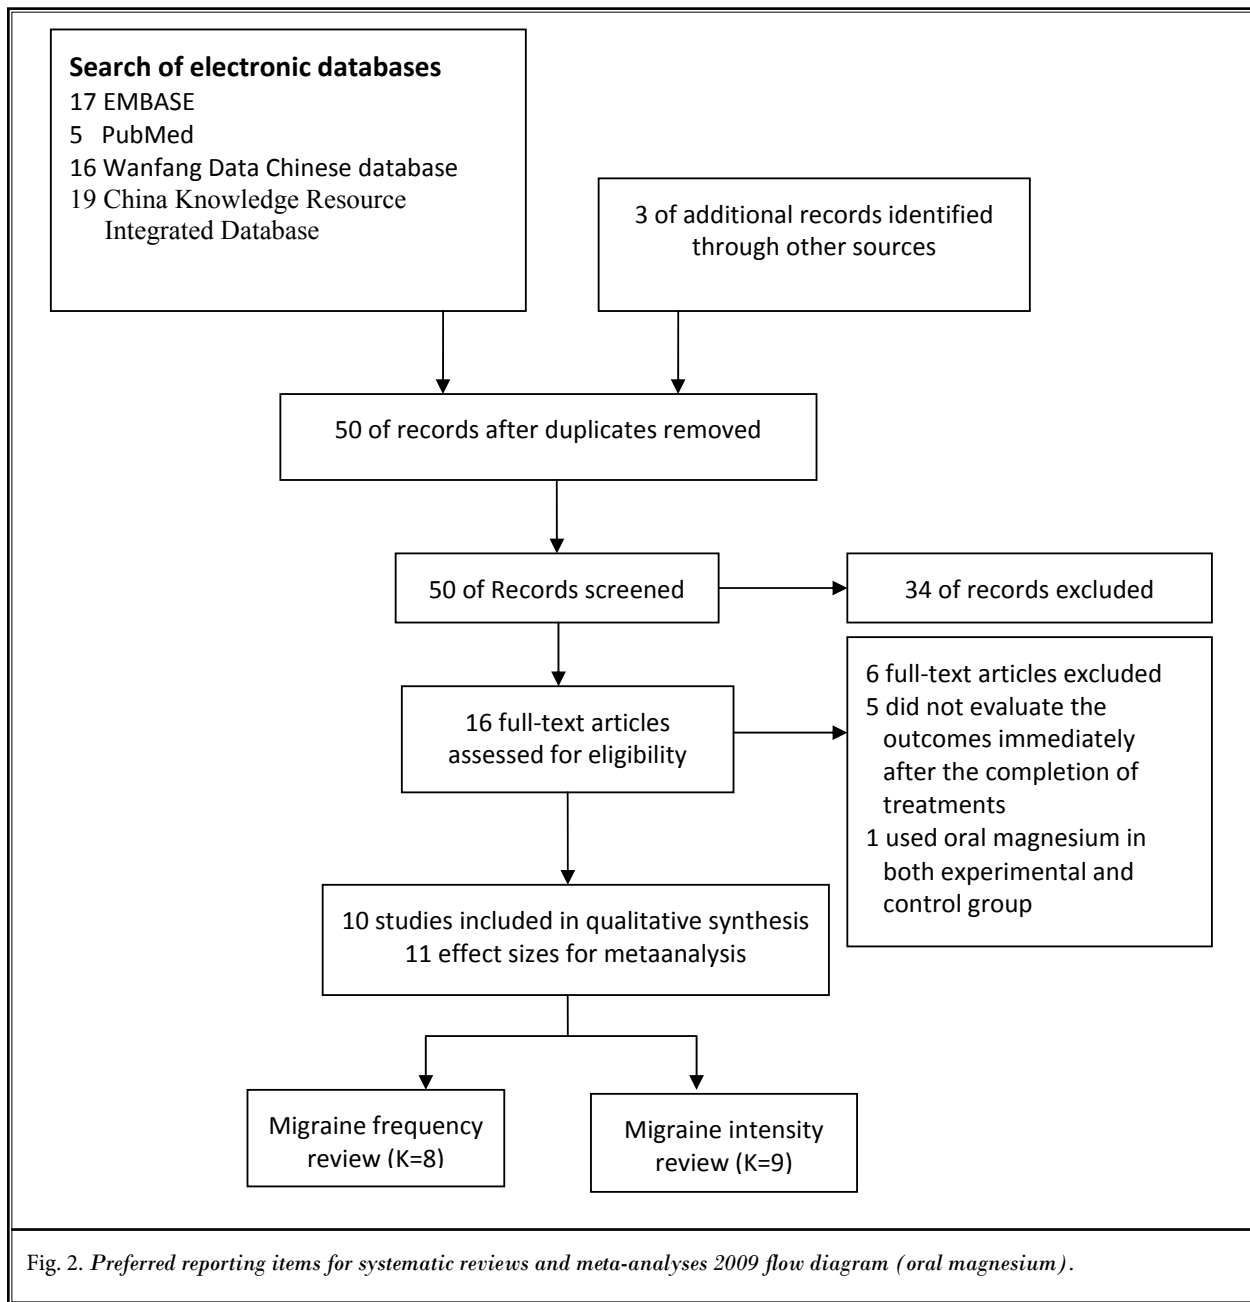 Search of electronic databases
17 EMBASE
5 PubMed
16 Wanfang Data Chinese database
19 China Knowledge Resource
Integrated Database
3 of additional records identified
through other sources
50 of records after duplicates removed
50 of Records screened
34 of records excluded
16 full-text articles
assessed for eligibility
6 full-text articles excluded
5 did not evaluate the
outcomes immediately
after the completion of
treatments
1 used oral magnesium in
both experimental and
control group
10 studies included in qualitative synthesis
11 effect sizes for metaanalysis
Migraine frequency
review (K=8)
Migraine intensity
review (K=9)
Fig. 2. Preferred reporting items for systematic reviews and meta-analyses 2009 flow diagram (oral magnesium).